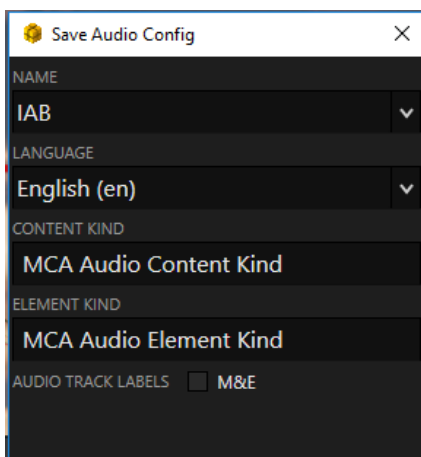 Save Audio Config
NAME
IAB
LANGUAGE
English (en)
CONTENT KIND
MCA Audio Content Kind
ELEMENT KIND
MCA Audio Element Kind
AUDIO TRACK LABELS M&E